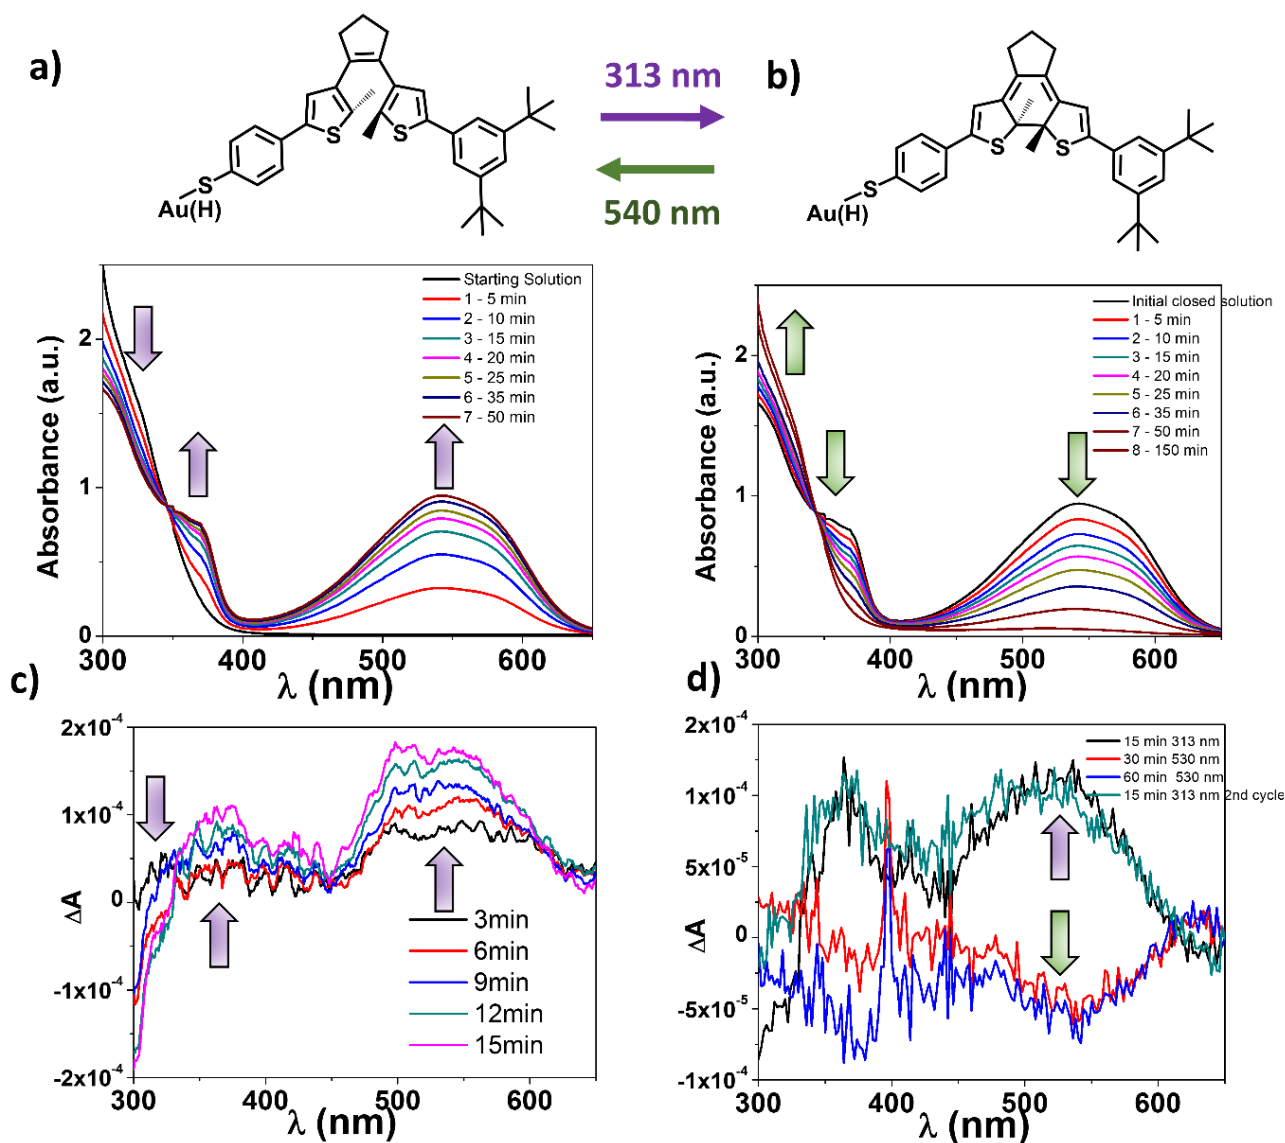 a)
313 nm
540 nm
b)
S
S
S
Au(H)
S
S
S
Au(H)
Starting Solution
1 - 5 min
2 - 10 min
3 - 15 min
4 - 20 min
5 - 25 min
6 - 35 min
7 - 50 min
Absorbance (a.u.)
2
1
0
300
400
500
600
λ (nm)
Initial closed solution
1 - 5 min
2 - 10 min
3 - 15 min
4 - 20 min
5 - 25 min
6 - 35 min
7 - 50 min
8 - 150 min
Absorbance (a.u.)
2
1
0
300
400
500
600
λ (nm)
c)
2x10⁻⁴
1x10⁻⁴
0
-1x10⁻⁴
-2x10⁻⁴
ΔA
3min
6min
9min
12min
15min
300
400
500
600
λ (nm)
d)
2x10⁻⁴
1x10⁻⁴
5x10⁻⁵
0
-5x10⁻⁵
-1x10⁻⁴
ΔA
15 min 313 nm
30 min 530 nm
60 min 530 nm
15 min 313 nm 2nd cycle
300
400
500
600
λ (nm)